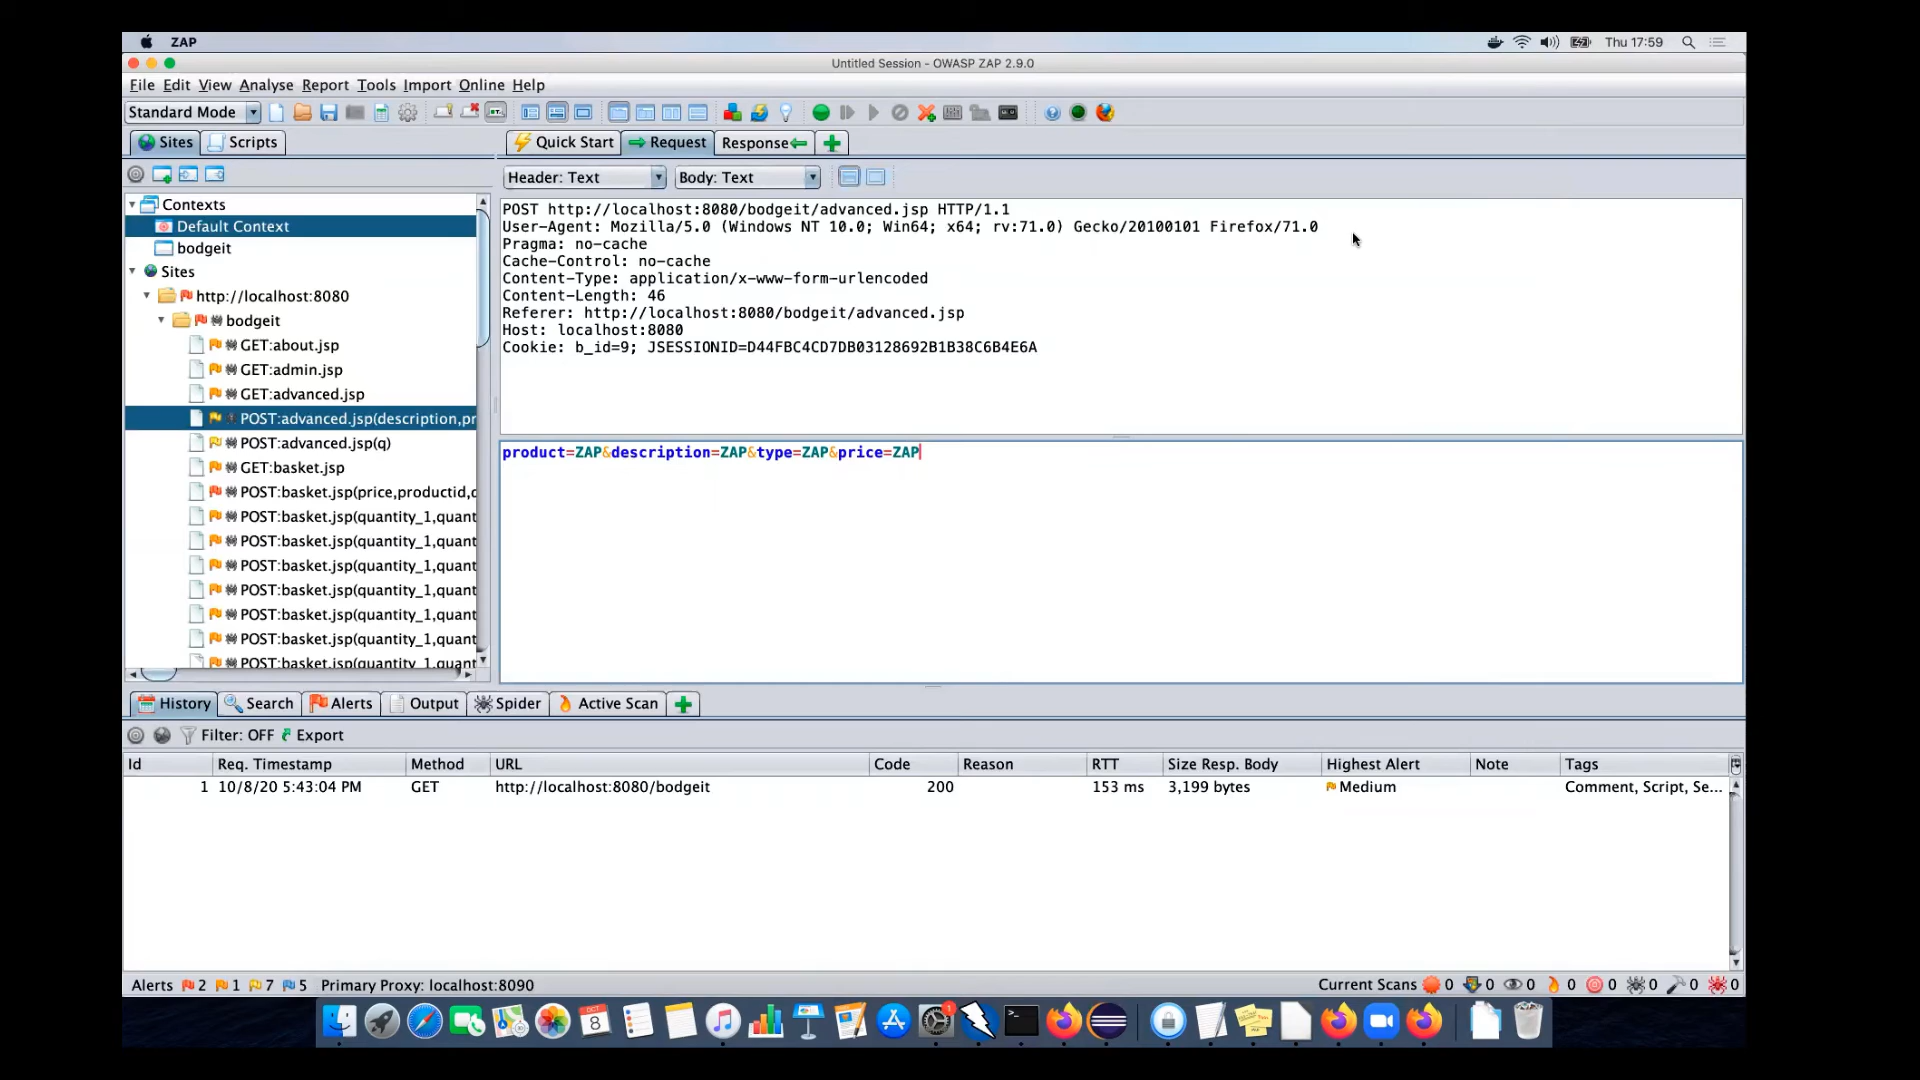 ZAP
Thu 17:59
Untitled Session - OWASP ZAP 2.9.0
File Edit View Analyse Report Tools Import Online Help
Standard Mode
Sites Scripts
Quick Start Request Response
Header: Text Body: Text
Contexts
Default Context
bodgeit
Sites
http://localhost:8080
bodgeit
GET:about.jsp
GET:admin.jsp
GET:advanced.jsp
POST:advanced.jsp(description,pr
POST:advanced.jsp(q)
GET:basket.jsp
POST:basket.jsp(price,productid,q
POST:basket.jsp(quantity_1,quant
POST:basket.jsp(quantity_1,quant
POST:basket.jsp(quantity_1,quant
POST:basket.jsp(quantity_1,quant
POST:basket.jsp(quantity_1,quant
POST:basket.jsp(quantity_1,quant
POST:basket.jsp(quantity_1,quant
POST http://localhost:8080/bodgeit/advanced.jsp HTTP/1.1
User-Agent: Mozilla/5.0 (Windows NT 10.0; Win64; x64; rv:71.0) Gecko/20100101 Firefox/71.0
Pragma: no-cache
Cache-Control: no-cache
Content-Type: application/x-www-form-urlencoded
Content-Length: 46
Referer: http://localhost:8080/bodgeit/advanced.jsp
Host: localhost:8080
Cookie: b_id=9; JSESSIONID=D44FBC4CD7DB03128692B1B38C6B4E6A
product=ZAP&description=ZAP&type=ZAP&price=ZAP
History Search Alerts Output Spider Active Scan
Filter: OFF Export
Id Req. Timestamp Method URL Code Reason RTT Size Resp. Body Highest Alert Note Tags
1 10/8/20 5:43:04 PM GET http://localhost:8080/bodgeit 200 153 ms 3,199 bytes Medium Comment, Script, Se...
Alerts 2 1 7 5 Primary Proxy: localhost:8090
Current Scans 0 0 0 0 0 0 0 0
OCT
8
1